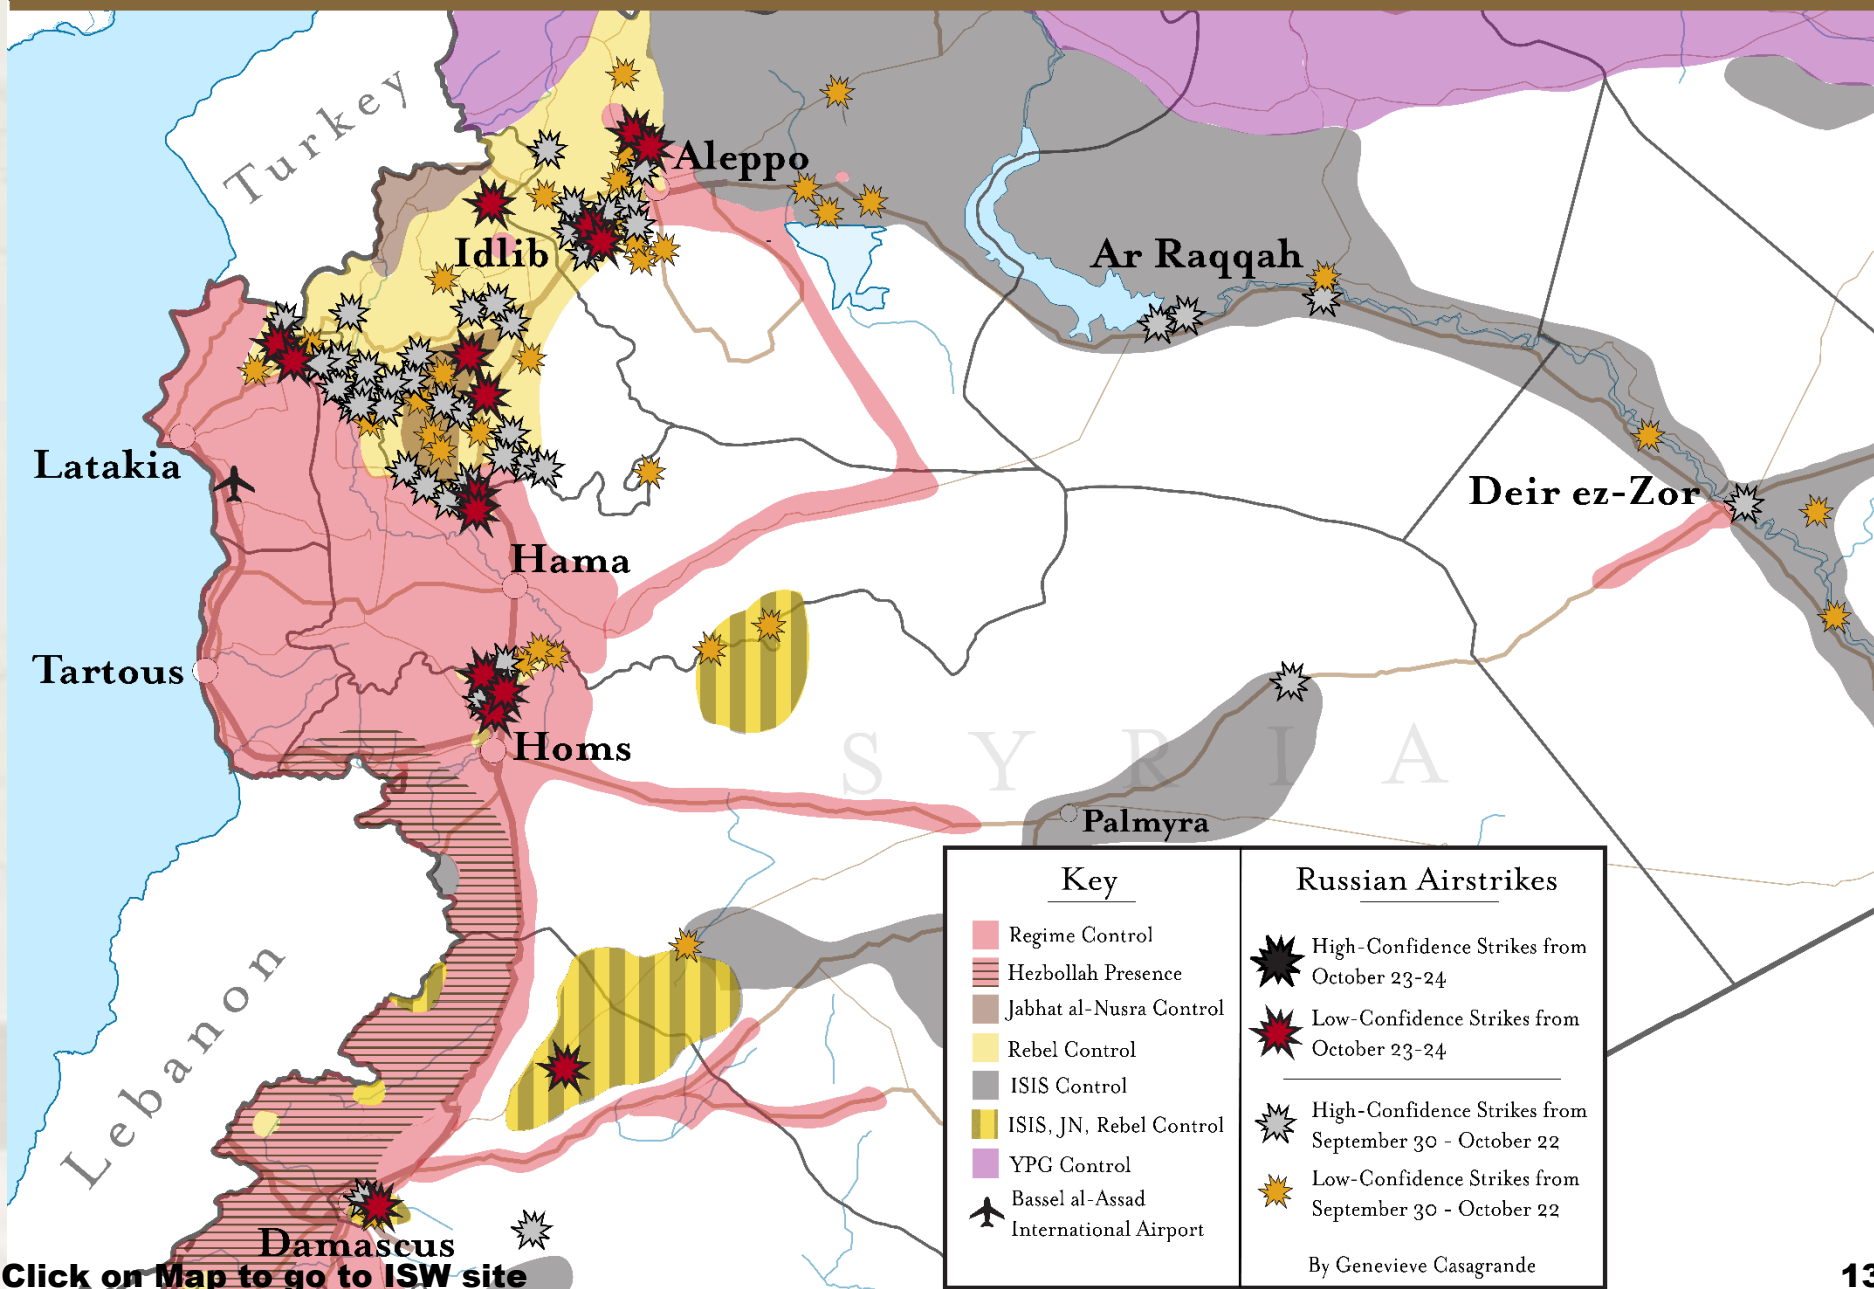 Turkey
Aleppo
Idlib
Ar Raqqah
Latakia
Deir ez-Zor
Hama
Tartous
SYRIA
Homs
Palmyra
Lebanon
Damascus
Key
Regime Control
Hezbollah Presence
Jabhat al-Nusra Control
Rebel Control
ISIS Control
ISIS, JN, Rebel Control
YPG Control
Bassel al-Assad
International Airport
Russian Airstrikes
High-Confidence Strikes from
October 23-24
Low-Confidence Strikes from
October 23-24
High-Confidence Strikes from
September 30 - October 22
Low-Confidence Strikes from
September 30 - October 22
By Genevieve Casagrande
Click on Map to go to ISW site
13